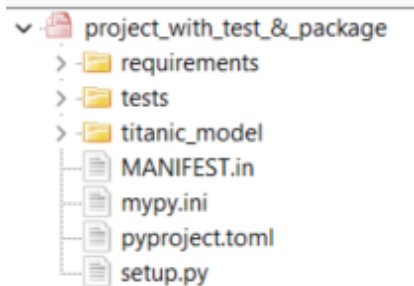 project_with_test_&_package
requirements
tests
titanic_model
MANIFEST.in
mypy.ini
pyproject.toml
setup.py